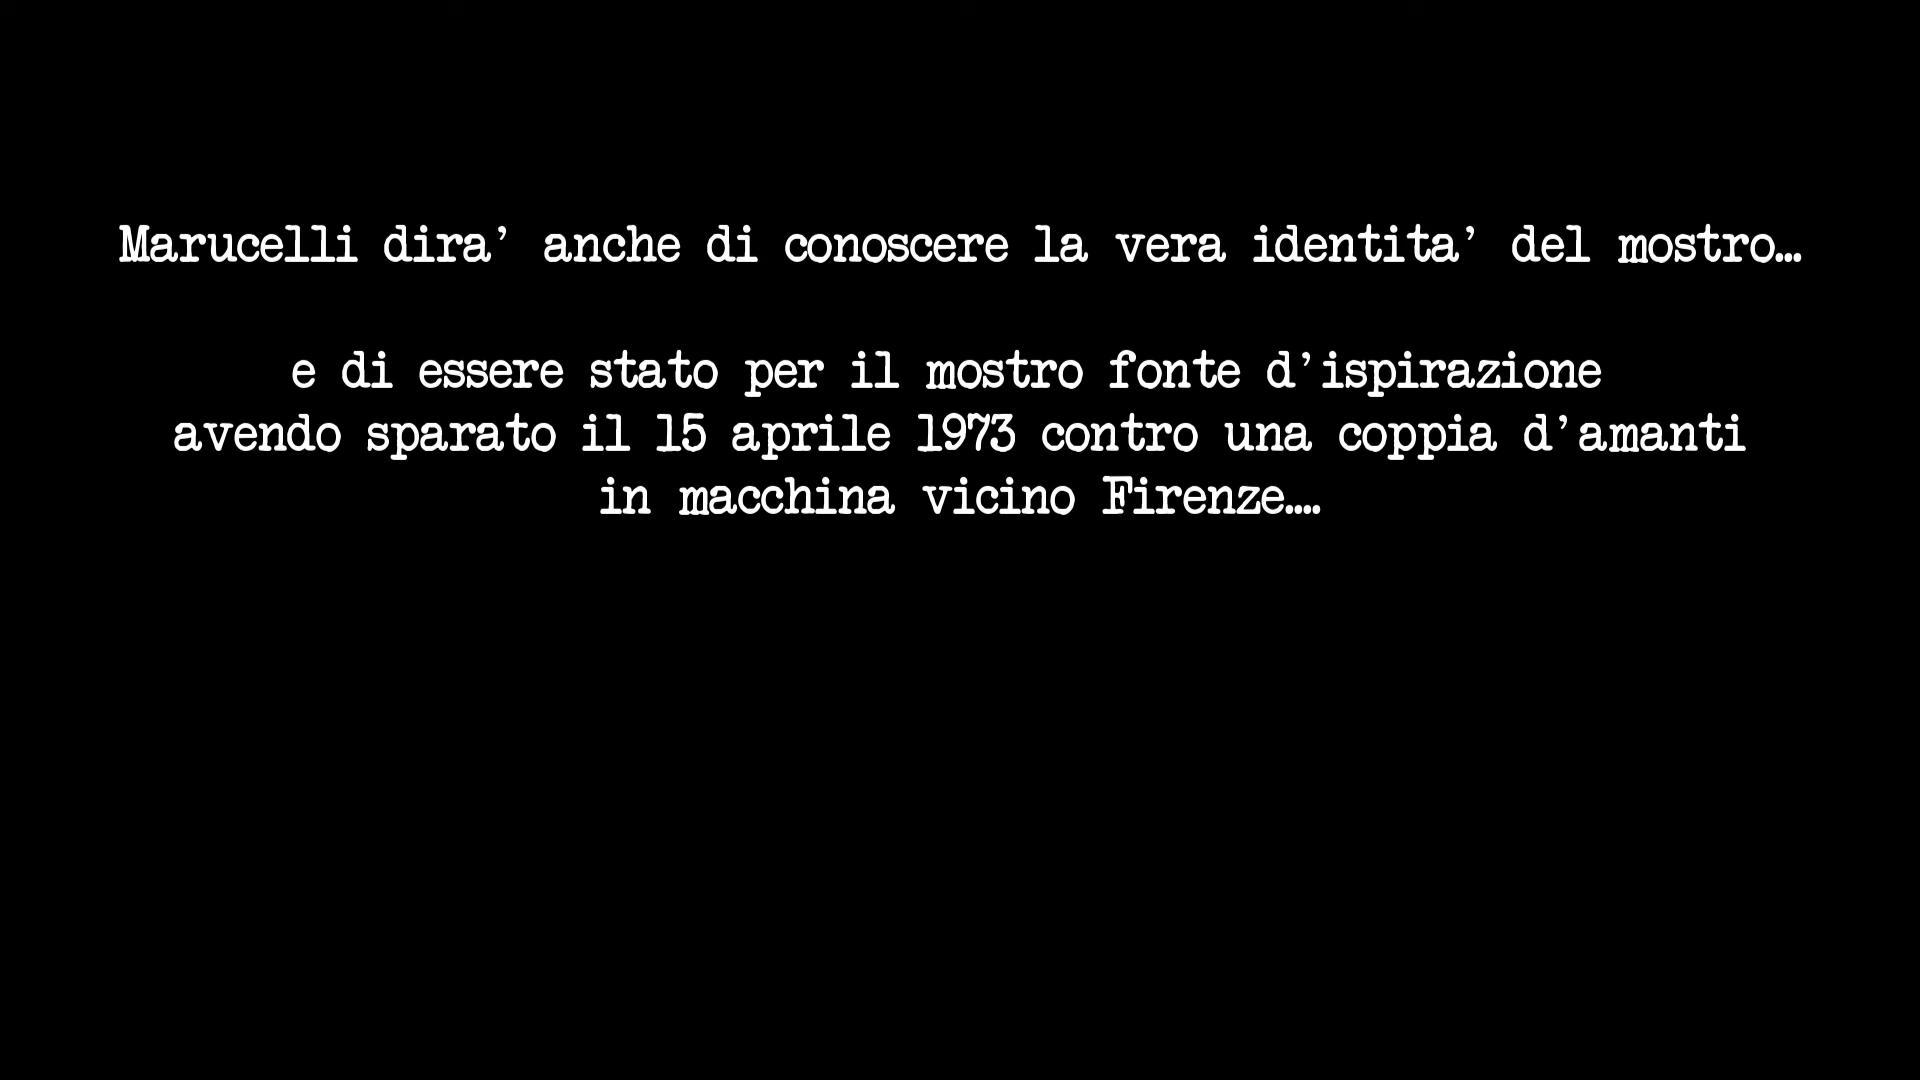 Marucelli dira' anche di conoscere la vera identita' del mostro...
e di essere stato per il mostro fonte d'ispirazione
avendo sparato il 15 aprile 1973 contro una coppia d'amanti
in macchina vicino Firenze....